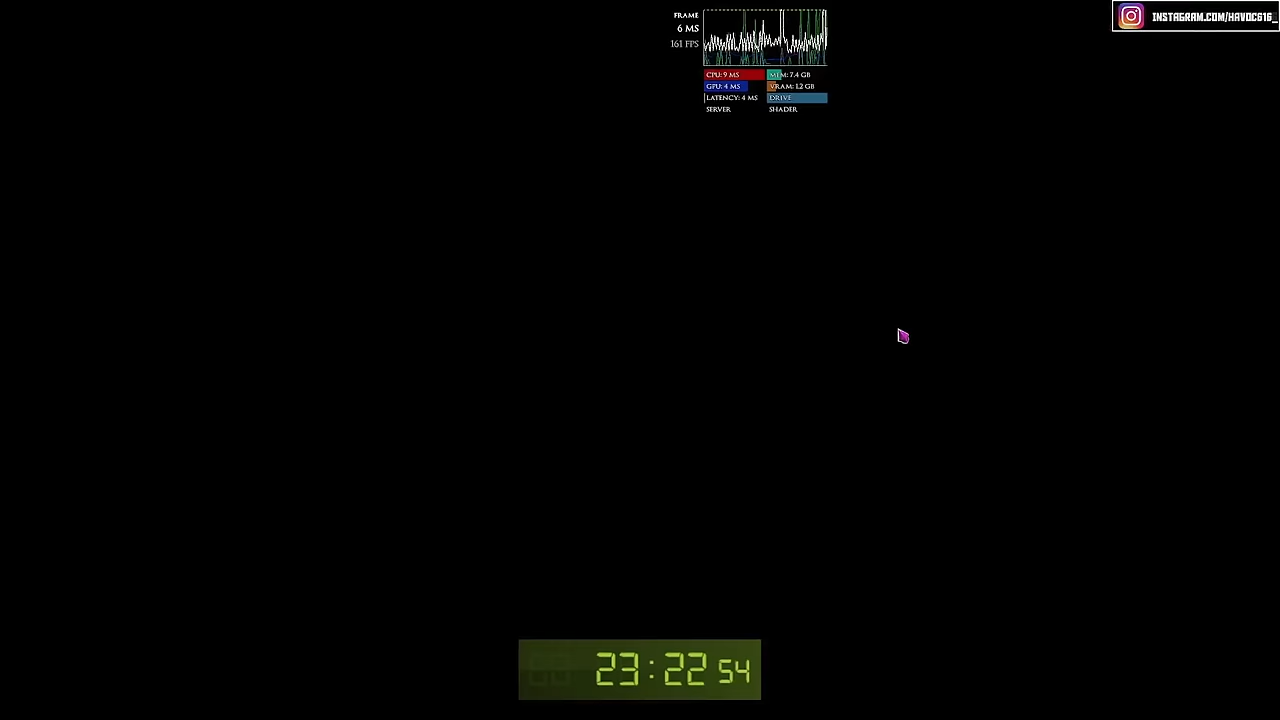 FRAME
6 MS
161 FPS
CPU: 9 MS
MEM: 7.4 GB
GPU: 4 MS
VRAM: 1.2 GB
LATENCY: 4 MS
DRIVE
SERVER
SHADER
INSTAGRAM.COM/HAVOC616_
23:22 54